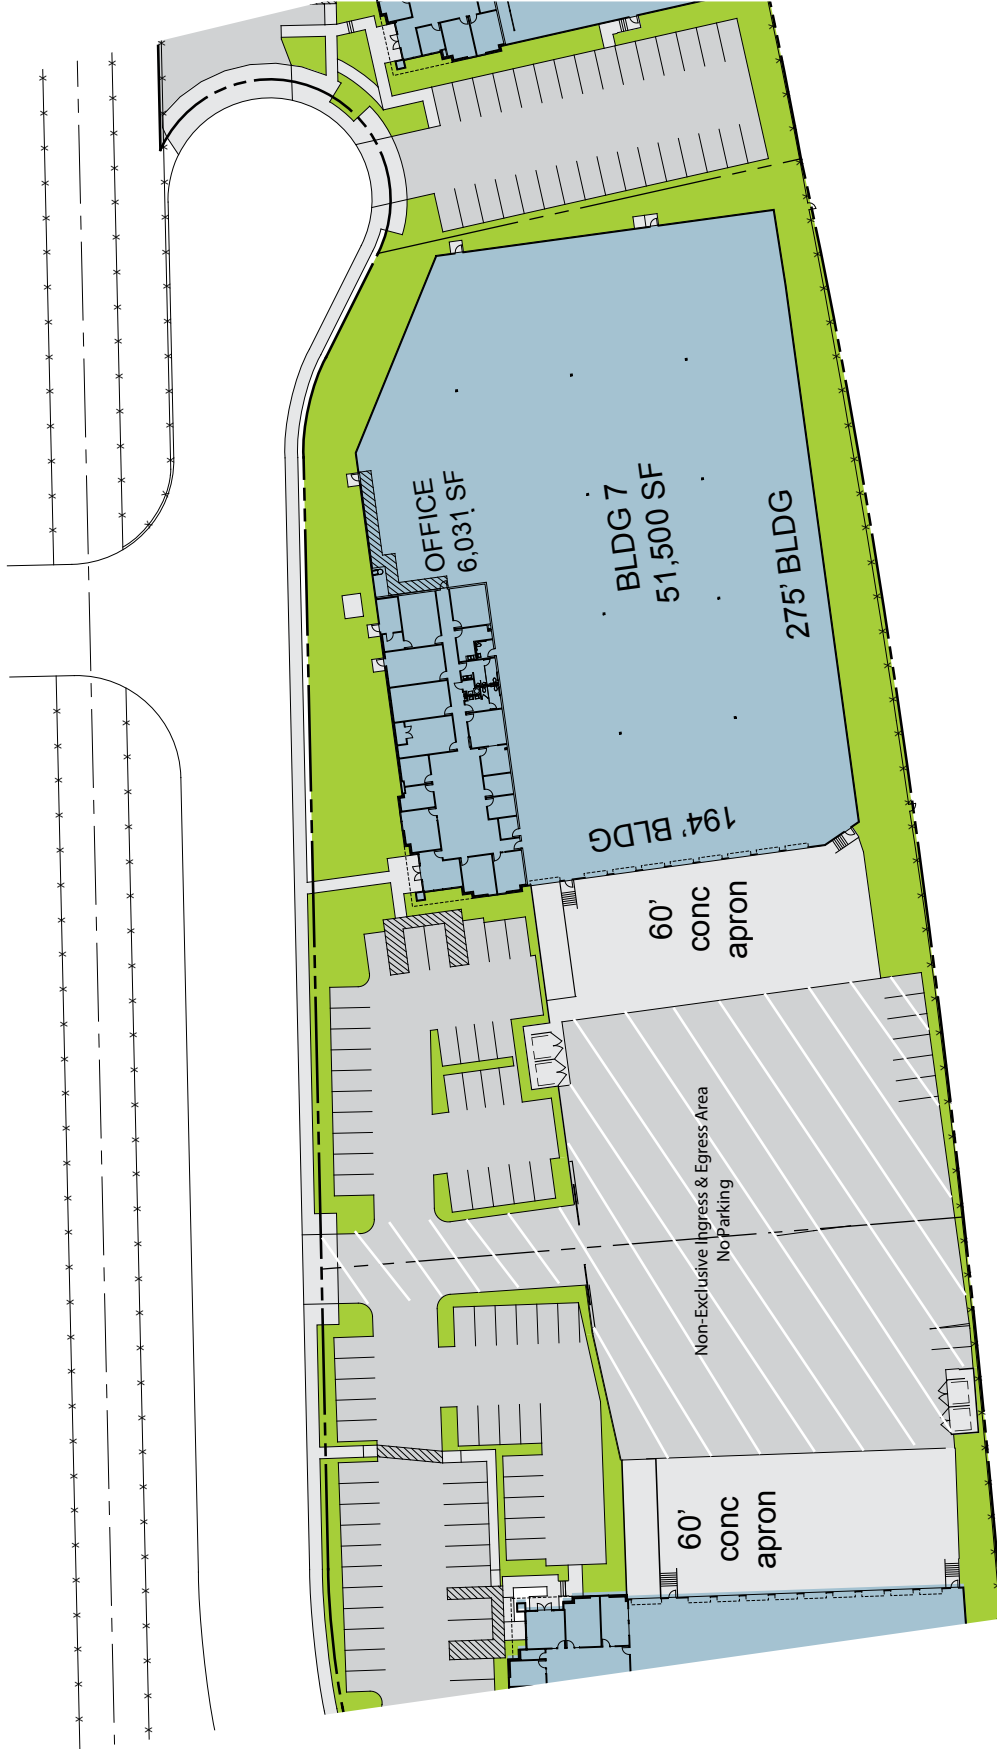 OFFICE
6,031 SF
BLDG 7
51,500 SF
275' BLDG
194' BLDG
60'
conc
apron
Non-Exclusive Ingress & Egress Area
No Parking
60'
conc
apron